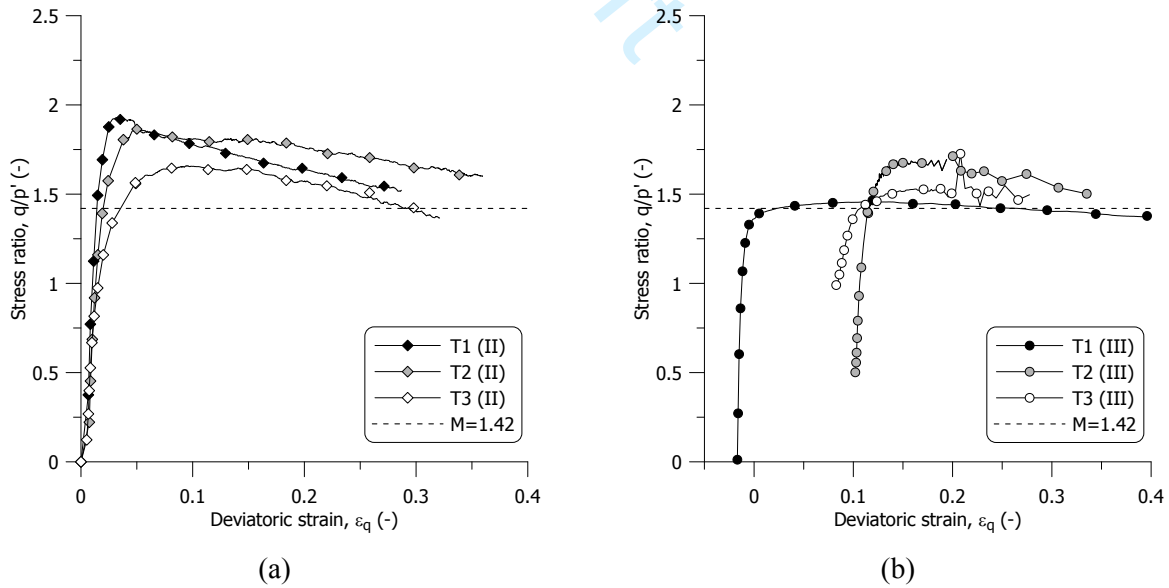 2.5
2
1.5
1
0.5
0
Stress ratio, q/p' (-)
0 0.1 0.2 0.3 0.4
Deviatoric strain, εq (-)
T1 (II)
T2 (II)
T3 (II)
M=1.42
(a)
2.5
2
1.5
1
0.5
0
Stress ratio, q/p' (-)
0 0.1 0.2 0.3 0.4
Deviatoric strain, εq (-)
T1 (III)
T2 (III)
T3 (III)
M=1.42
(b)